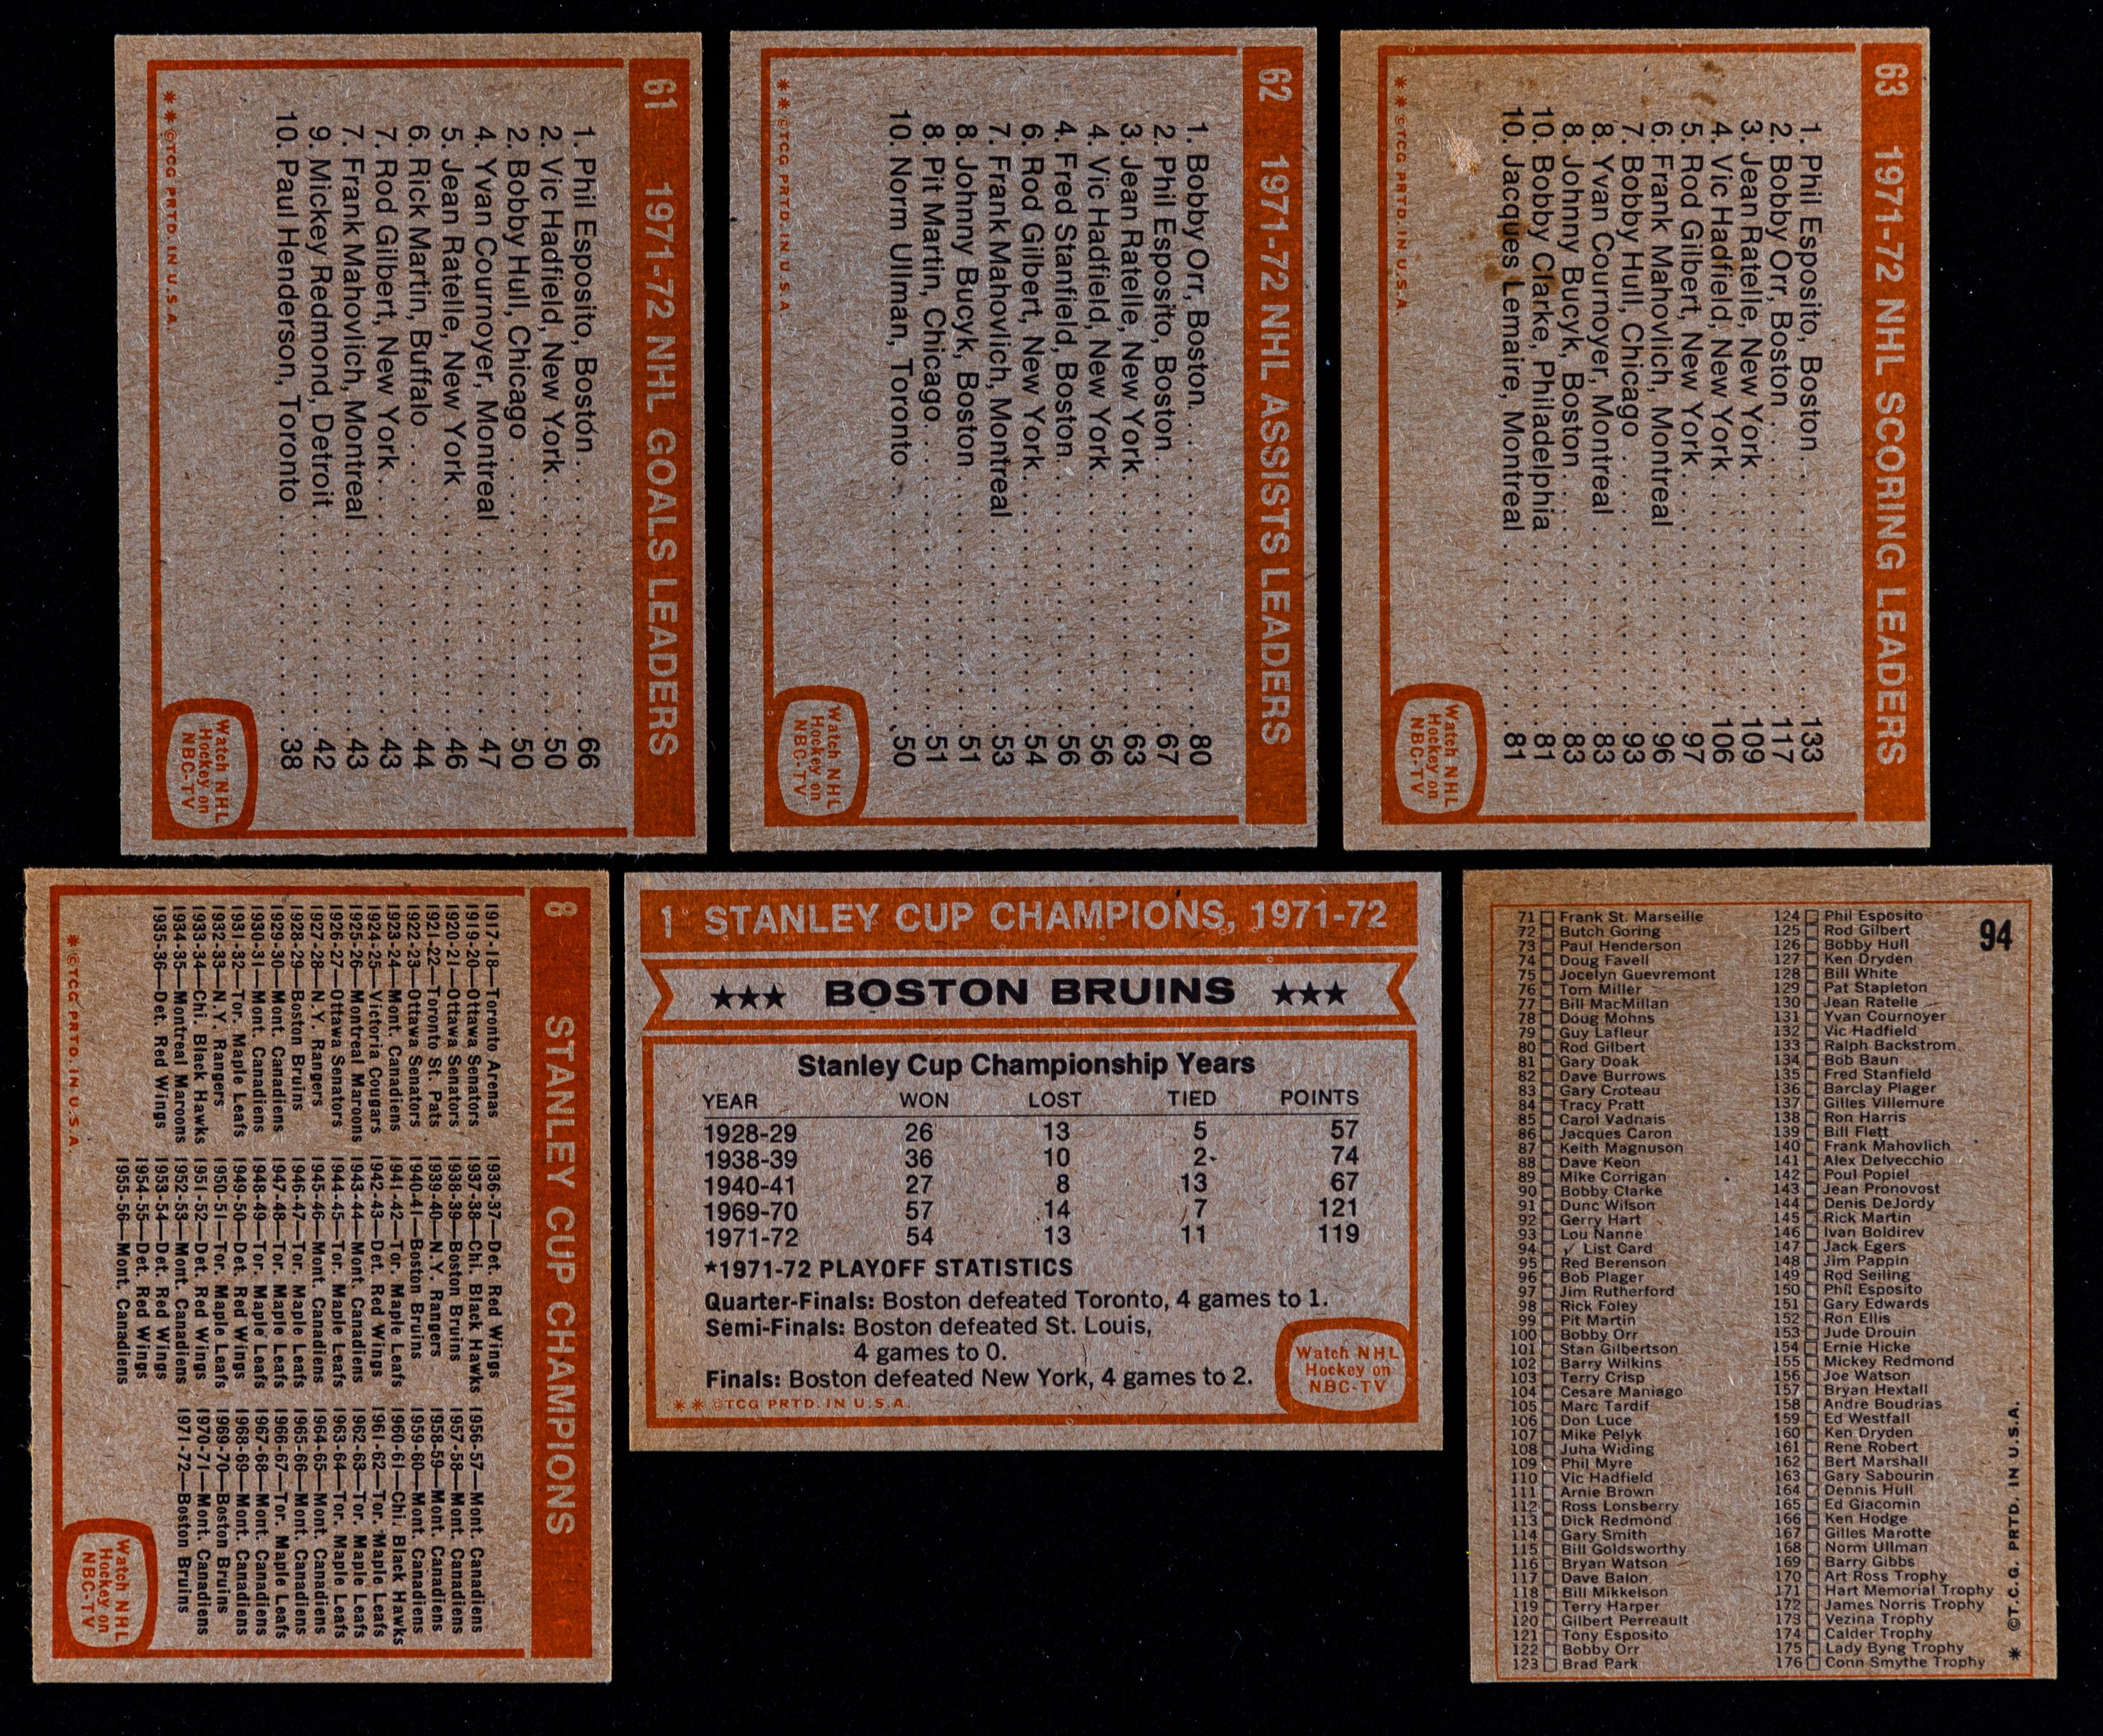 61 1971-72 NHL GOALS LEADERS
1. Phil Esposito, Boston . . . . . . . . . . 66
2. Vic Hadfield, New York . . . . . . . . . . 50
2. Bobby Hull, Chicago . . . . . . . . . . 50
4. Yvan Cournoyer, Montreal . . . . . . . . . . 47
5. Jean Ratelle, New York . . . . . . . . . . 46
6. Rick Martin, Buffalo . . . . . . . . . . 44
7. Rod Gilbert, New York . . . . . . . . . . 43
7. Frank Mahovlich, Montreal . . . . . . . . . . 43
9. Mickey Redmond, Detroit . . . . . . . . . . 42
10. Paul Henderson, Toronto . . . . . . . . . . 38
Watch NHL
Hockey on
NBC-TV
* * ©TCG PRTD. IN U.S.A.
62 1971-72 NHL ASSISTS LEADERS
1. Bobby Orr, Boston . . . . . . . . . . 80
2. Phil Esposito, Boston . . . . . . . . . . 67
3. Jean Ratelle, New York . . . . . . . . . . 63
4. Vic Hadfield, New York . . . . . . . . . . 56
4. Fred Stanfield, Boston . . . . . . . . . . 56
6. Rod Gilbert, New York . . . . . . . . . . 54
7. Frank Mahovlich, Montreal . . . . . . . . . . 53
8. Johnny Bucyk, Boston . . . . . . . . . . 51
8. Pit Martin, Chicago . . . . . . . . . . 51
10. Norm Ullman, Toronto . . . . . . . . . . 50
Watch NHL
Hockey on
NBC-TV
* * ©TCG PRTD. IN U.S.A
63 1971-72 NHL SCORING LEADERS
1. Phil Esposito, Boston . . . . . . . . . . 133
2. Bobby Orr, Boston . . . . . . . . . . 117
3. Jean Ratelle, New York . . . . . . . . . . 109
4. Vic Hadfield, New York . . . . . . . . . . 106
5. Rod Gilbert, New York . . . . . . . . . . 97
6. Frank Mahovlich, Montreal . . . . . . . . . . 96
7. Bobby Hull, Chicago . . . . . . . . . . 93
8. Yvan Cournoyer, Montreal . . . . . . . . . . 83
8. Johnny Bucyk, Boston . . . . . . . . . . 83
10. Bobby Clarke, Philadelphia . . . . . . . . . . 81
10. Jacques Lemaire, Montreal . . . . . . . . . . 81
Watch NHL
Hockey on
NBC-TV
* * ©TCG PRTD. IN U.S.A
8 STANLEY CUP CHAMPIONS
1917-18—Toronto Arenas
1919-20—Ottawa Senators
1920-21—Ottawa Senators
1921-22—Toronto St. Pats
1922-23—Ottawa Senators
1923-24—Mont. Canadiens
1924-25—Victoria Cougars
1925-26—Montreal Maroons
1926-27—Ottawa Senators
1927-28—N.Y. Rangers
1928-29—Boston Bruins
1929-30—Mont. Canadiens
1930-31—Mont. Canadiens
1931-32—Tor. Maple Leafs
1932-33—N.Y. Rangers
1933-34—Chi. Black Hawks
1934-35—Montreal Maroons
1935-36—Det. Red Wings
1936-37—Det. Red Wings
1937-38—Chi. Black Hawks
1938-39—Boston Bruins
1939-40—N.Y. Rangers
1940-41—Boston Bruins
1941-42—Tor. Maple Leafs
1942-43—Det. Red Wings
1943-44—Mont. Canadiens
1944-45—Tor. Maple Leafs
1945-46—Mont. Canadiens
1946-47—Tor. Maple Leafs
1947-48—Tor. Maple Leafs
1948-49—Tor. Maple Leafs
1949-50—Det. Red Wings
1950-51—Tor. Maple Leafs
1951-52—Det. Red Wings
1952-53—Mont. Canadiens
1953-54—Det. Red Wings
1954-55—Det. Red Wings
1955-56—Mont. Canadiens
1956-57—Mont. Canadiens
1957-58—Mont. Canadiens
1958-59—Mont. Canadiens
1959-60—Mont. Canadiens
1960-61—Chi. Black Hawks
1961-62—Tor. Maple Leafs
1962-63—Tor. Maple Leafs
1963-64—Tor. Maple Leafs
1964-65—Mont. Canadiens
1965-66—Mont. Canadiens
1966-67—Tor. Maple Leafs
1967-68—Mont. Canadiens
1968-69—Mont. Canadiens
1969-70—Boston Bruins
1970-71—Mont. Canadiens
1971-72—Boston Bruins
Watch NHL
Hockey on
NBC-TV
* ©TCG PRTD. IN U.S.A.
1 STANLEY CUP CHAMPIONS, 1971-72
★★★ BOSTON BRUINS ★★★
Stanley Cup Championship Years
YEAR WON LOST TIED POINTS
1928-29 26 13 5 57
1938-39 36 10 2 74
1940-41 27 8 13 67
1969-70 57 14 7 121
1971-72 54 13 11 119
★1971-72 PLAYOFF STATISTICS
Quarter-Finals: Boston defeated Toronto, 4 games to 1.
Semi-Finals: Boston defeated St. Louis,
4 games to 0.
Finals: Boston defeated New York, 4 games to 2.
Watch NHL
Hockey on
NBC-TV
* * ©TCG PRTD. IN U.S.A.
94
71 Frank St. Marseille
72 Butch Goring
73 Paul Henderson
74 Doug Favell
75 Jocelyn Guevremont
76 Tom Miller
77 Bill MacMillan
78 Doug Mohns
79 Guy Lafleur
80 Rod Gilbert
81 Gary Doak
82 Dave Burrows
83 Gary Croteau
84 Tracy Pratt
85 Carol Vadnais
86 Jacques Caron
87 Keith Magnuson
88 Dave Keon
89 Mike Corrigan
90 Bobby Clarke
91 Dunc Wilson
92 Gerry Hart
93 Lou Nanne
94 ✓ List Card
95 Red Berenson
96 Bob Plager
97 Jim Rutherford
98 Rick Foley
99 Pit Martin
100 Bobby Orr
101 Stan Gilbertson
102 Barry Wilkins
103 Terry Crisp
104 Cesare Maniago
105 Marc Tardif
106 Don Luce
107 Mike Pelyk
108 Juha Widing
109 Phil Myre
110 Vic Hadfield
111 Arnie Brown
112 Ross Lonsberry
113 Dick Redmond
114 Gary Smith
115 Bill Goldsworthy
116 Bryan Watson
117 Dave Balon
118 Bill Mikkelson
119 Terry Harper
120 Gilbert Perreault
121 Tony Esposito
122 Bobby Orr
123 Brad Park
124 Phil Esposito
125 Rod Gilbert
126 Bobby Hull
127 Ken Dryden
128 Bill White
129 Pat Stapleton
130 Jean Ratelle
131 Yvan Cournoyer
132 Vic Hadfield
133 Ralph Backstrom
134 Bob Baun
135 Fred Stanfield
136 Barclay Plager
137 Gilles Villemure
138 Ron Harris
139 Bill Flett
140 Frank Mahovlich
141 Alex Delvecchio
142 Poul Popiel
143 Jean Pronovost
144 Denis DeJordy
145 Rick Martin
146 Ivan Boldirev
147 Jack Egers
148 Jim Pappin
149 Rod Seiling
150 Phil Esposito
151 Gary Edwards
152 Ron Ellis
153 Jude Drouin
154 Ernie Hicke
155 Mickey Redmond
156 Joe Watson
157 Bryan Hextall
158 Andre Boudrias
159 Ed Westfall
160 Ken Dryden
161 Rene Robert
162 Bert Marshall
163 Gary Sabourin
164 Dennis Hull
165 Ed Giacomin
166 Ken Hodge
167 Gilles Marotte
168 Norm Ullman
169 Barry Gibbs
170 Art Ross Trophy
171 Hart Memorial Trophy
172 James Norris Trophy
173 Vezina Trophy
174 Calder Trophy
175 Lady Byng Trophy
176 Conn Smythe Trophy
* ©T.C.G. PRTD. IN U.S.A.